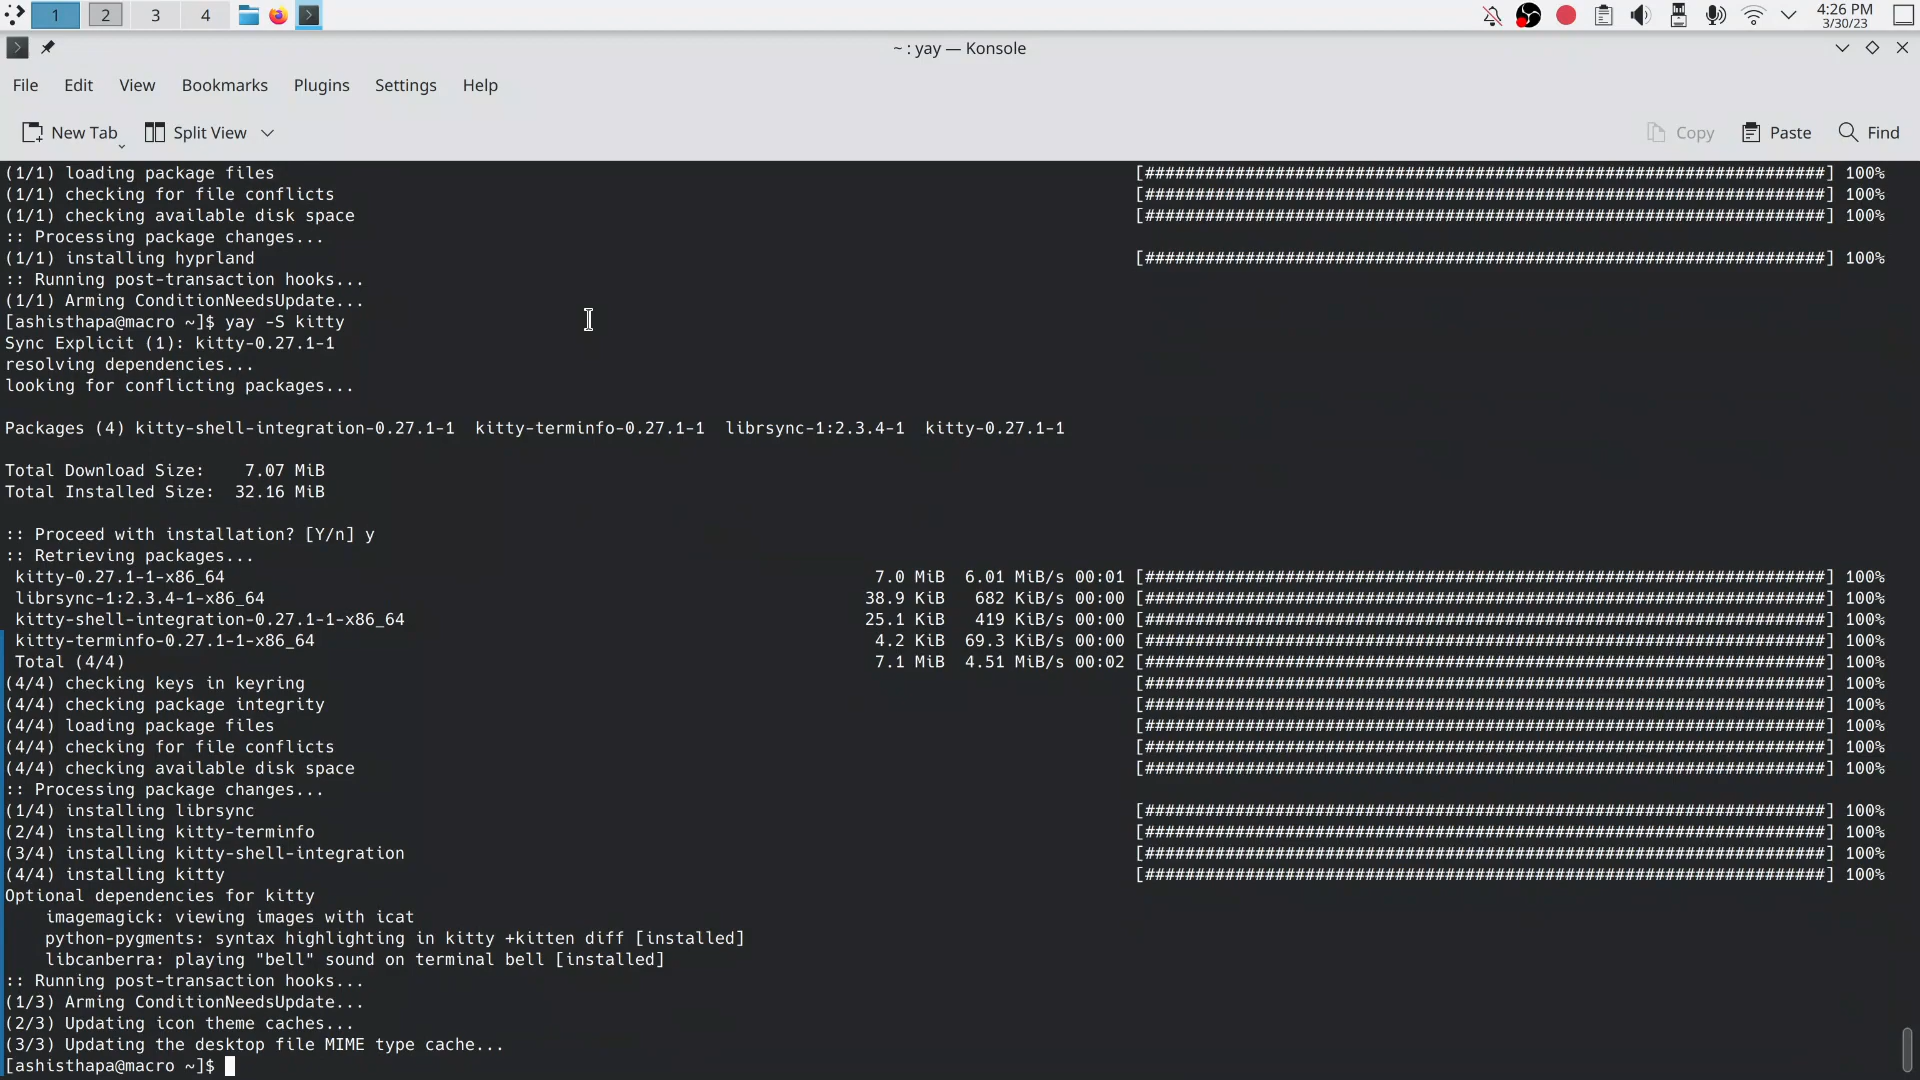 1 2 3 4 4:26 PM
3/30/23
~ : yay — Konsole
File Edit View Bookmarks Plugins Settings Help
New Tab Split View Copy Paste Find
(1/1) loading package files [####################################################################] 100%
(1/1) checking for file conflicts [####################################################################] 100%
(1/1) checking available disk space [####################################################################] 100%
:: Processing package changes...
(1/1) installing hyprland [####################################################################] 100%
:: Running post-transaction hooks...
(1/1) Arming ConditionNeedsUpdate...
[ashisthapa@macro ~]$ yay -S kitty
Sync Explicit (1): kitty-0.27.1-1
resolving dependencies...
looking for conflicting packages...
Packages (4) kitty-shell-integration-0.27.1-1 kitty-terminfo-0.27.1-1 librsync-1:2.3.4-1 kitty-0.27.1-1
Total Download Size: 7.07 MiB
Total Installed Size: 32.16 MiB
:: Proceed with installation? [Y/n] y
:: Retrieving packages...
kitty-0.27.1-1-x86_64 7.0 MiB 6.01 MiB/s 00:01 [####################################################################] 100%
librsync-1:2.3.4-1-x86_64 38.9 KiB 682 KiB/s 00:00 [####################################################################] 100%
kitty-shell-integration-0.27.1-1-x86_64 25.1 KiB 419 KiB/s 00:00 [####################################################################] 100%
kitty-terminfo-0.27.1-1-x86_64 4.2 KiB 69.3 KiB/s 00:00 [####################################################################] 100%
Total (4/4) 7.1 MiB 4.51 MiB/s 00:02 [####################################################################] 100%
(4/4) checking keys in keyring [####################################################################] 100%
(4/4) checking package integrity [####################################################################] 100%
(4/4) loading package files [####################################################################] 100%
(4/4) checking for file conflicts [####################################################################] 100%
(4/4) checking available disk space [####################################################################] 100%
:: Processing package changes...
(1/4) installing librsync [####################################################################] 100%
(2/4) installing kitty-terminfo [####################################################################] 100%
(3/4) installing kitty-shell-integration [####################################################################] 100%
(4/4) installing kitty [####################################################################] 100%
Optional dependencies for kitty
imagemagick: viewing images with icat
python-pygments: syntax highlighting in kitty +kitten diff [installed]
libcanberra: playing "bell" sound on terminal bell [installed]
:: Running post-transaction hooks...
(1/3) Arming ConditionNeedsUpdate...
(2/3) Updating icon theme caches...
(3/3) Updating the desktop file MIME type cache...
[ashisthapa@macro ~]$